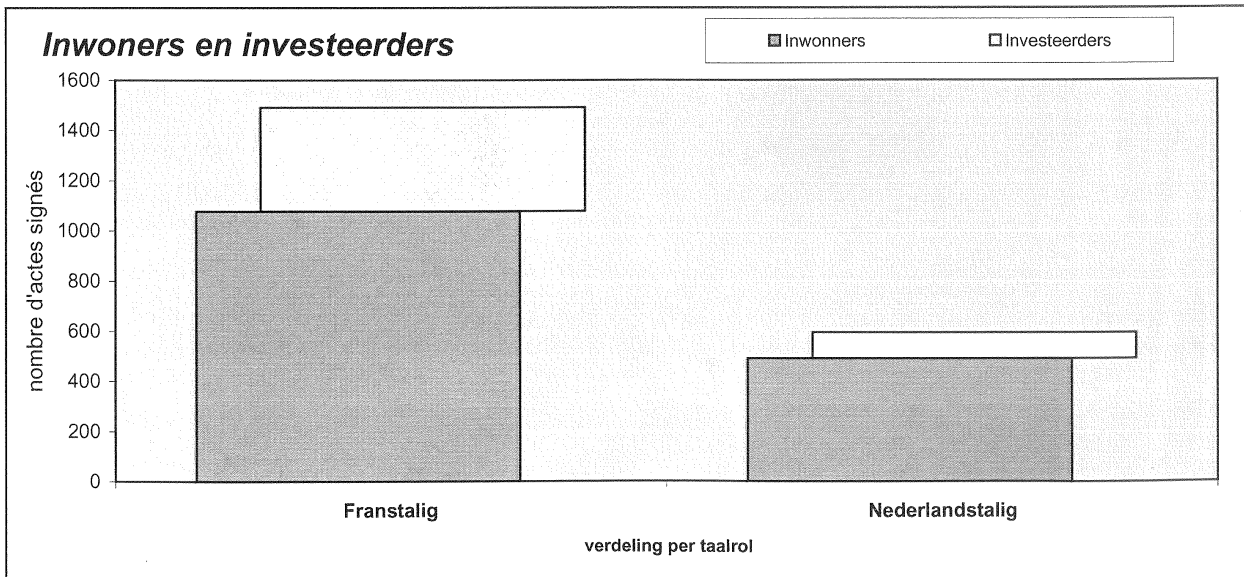 Inwoners en investeerders
Inwonners
Investeerders
nombre d'actes signés
1600
1400
1200
1000
800
600
400
200
0
Franstalig
Nederlandstalig
verdeling per taalrol